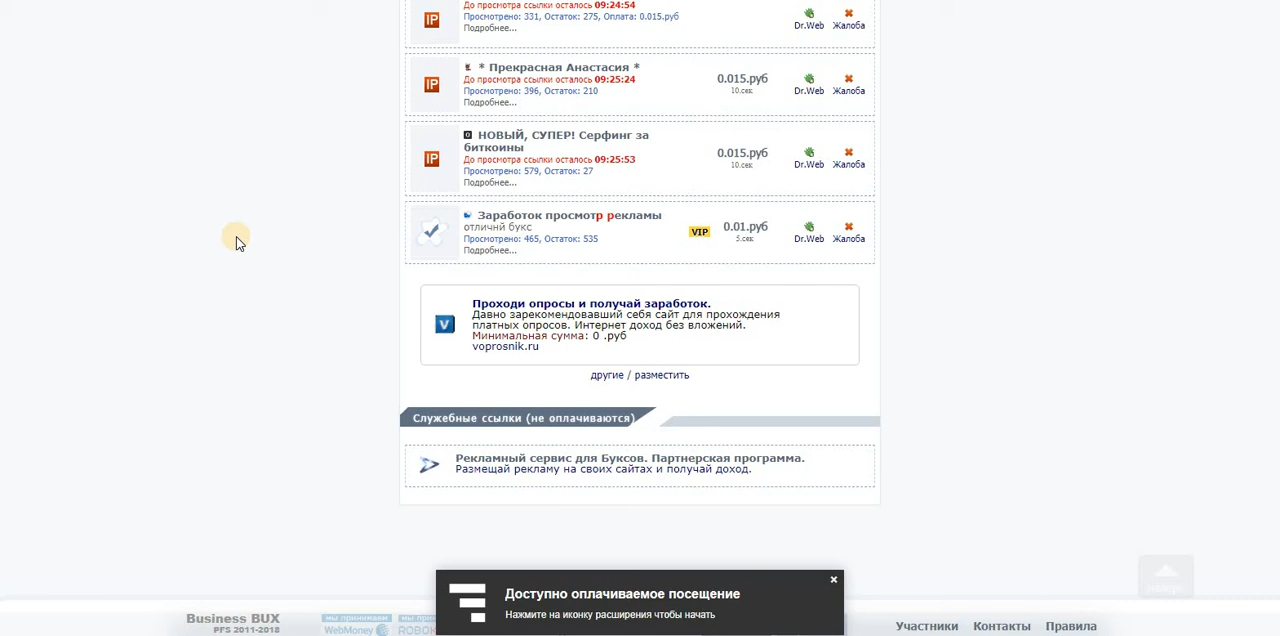 До просмотра ссылки осталось 09:24:54
Просмотрено: 331, Остаток: 275, Оплата: 0.015.руб
Подробнее...
Dr.Web Жалоба
* Прекрасная Анастасия *
До просмотра ссылки осталось 09:25:24
Просмотрено: 396, Остаток: 210
Подробнее...
0.015.руб
10.сек
Dr.Web Жалоба
НОВЫЙ, СУПЕР! Серфинг за
биткоины
До просмотра ссылки осталось 09:25:53
Просмотрено: 579, Остаток: 27
Подробнее...
0.015.руб
10.сек
Dr.Web Жалоба
Заработок просмотр рекламы
отличнй букс
Просмотрено: 465, Остаток: 535
Подробнее...
VIP
0.01.руб
5.сек
Dr.Web Жалоба
Проходи опросы и получай заработок.
Давно зарекомендовавший себя сайт для прохождения
платных опросов. Интернет доход без вложений.
Минимальная сумма: 0 .руб
voprosnik.ru
другие / разместить
Служебные ссылки (не оплачиваются)
Рекламный сервис для Буксов. Партнерская программа.
Размещай рекламу на своих сайтах и получай доход.
Доступно оплачиваемое посещение
Нажмите на иконку расширения чтобы начать
Business BUX
PFS 2011-2018
мы принимаем
WebMoney
Участники Контакты Правила